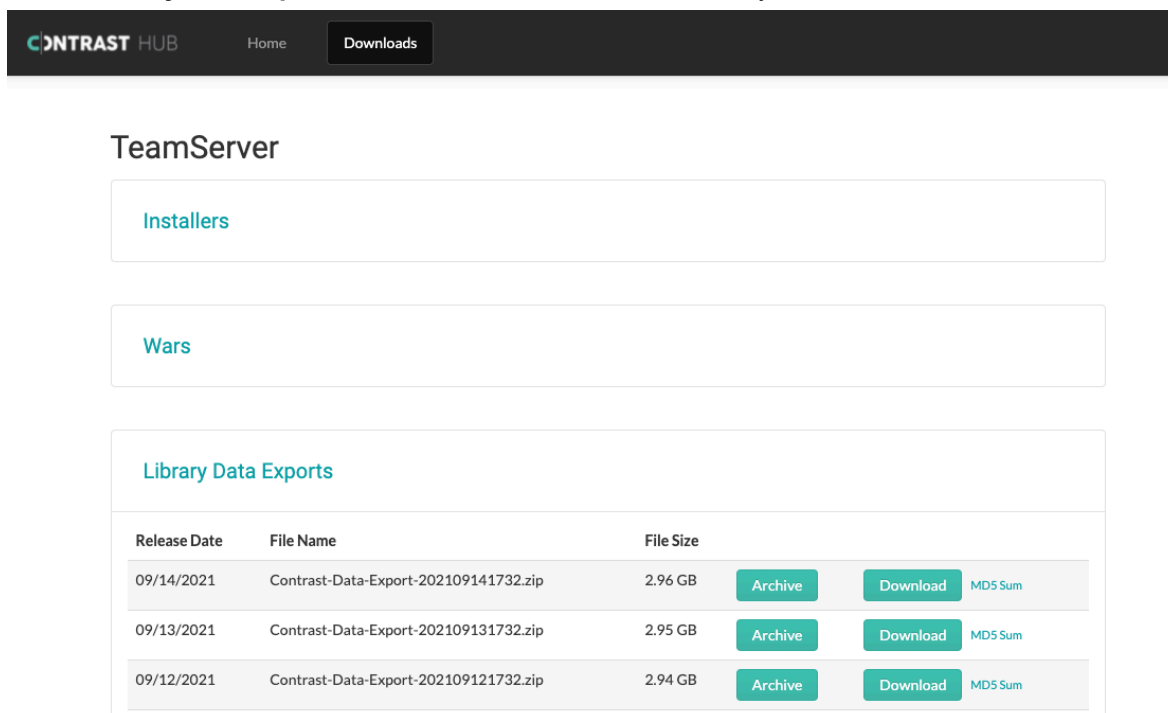 CONTRAST HUB Home Downloads
TeamServer
Installers
Wars
Library Data Exports
Release Date File Name File Size
09/14/2021 Contrast-Data-Export-202109141732.zip 2.96 GB Archive Download MD5 Sum
09/13/2021 Contrast-Data-Export-202109131732.zip 2.95 GB Archive Download MD5 Sum
09/12/2021 Contrast-Data-Export-202109121732.zip 2.94 GB Archive Download MD5 Sum